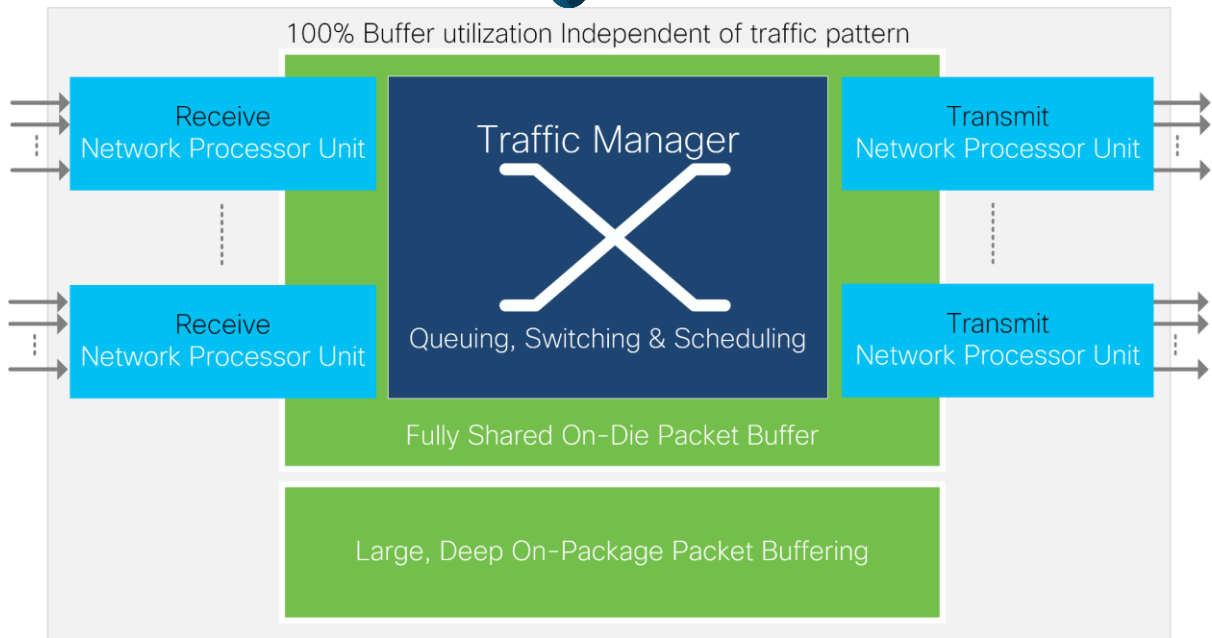 100% Buffer utilization Independent of traffic pattern
Receive
Network Processor Unit
Traffic Manager
Transmit
Network Processor Unit
Receive
Network Processor Unit
Queuing, Switching & Scheduling
Transmit
Network Processor Unit
Fully Shared On-Die Packet Buffer
Large, Deep On-Package Packet Buffering